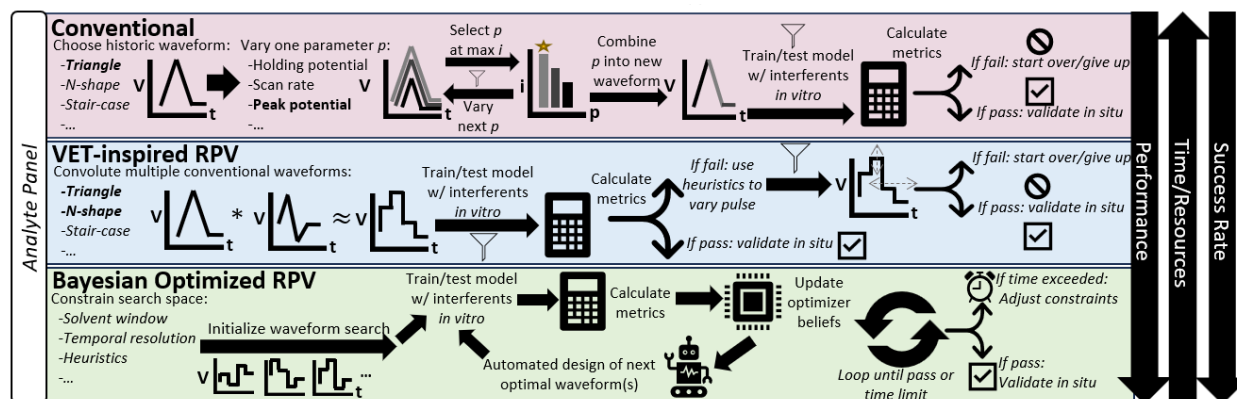 Analyte Panel
Conventional
Choose historic waveform:
-Triangle
-N-shape
-Stair-case
-...
V
t
Vary one parameter p:
-Holding potential
-Scan rate
-Peak potential
-...
V
t
Select p
at max i
Vary
next p
i
p
Combine
p into new
waveform
V
t
Train/test model
w/ interferents
in vitro
Calculate
metrics
If fail: start over/give up
If pass: validate in situ
VET-inspired RPV
Convolute multiple conventional waveforms:
-Triangle
-N-shape
-Stair-case
-...
V
t
*
V
t
≈
V
t
Train/test model
w/ interferents
in vitro
Calculate
metrics
If fail: use
heuristics to
vary pulse
If pass: validate in situ
V
t
If fail: start over/give up
If pass: validate in situ
Bayesian Optimized RPV
Constrain search space:
-Solvent window
-Temporal resolution
-Heuristics
-...
Initialize waveform search
V
t
...
Train/test model
w/ interferents
in vitro
Calculate
metrics
Update
optimizer
beliefs
Automated design of next
optimal waveform(s)
Loop until pass or
time limit
If time exceeded:
Adjust constraints
If pass:
Validate in situ
Performance
Time/Resources
Success Rate